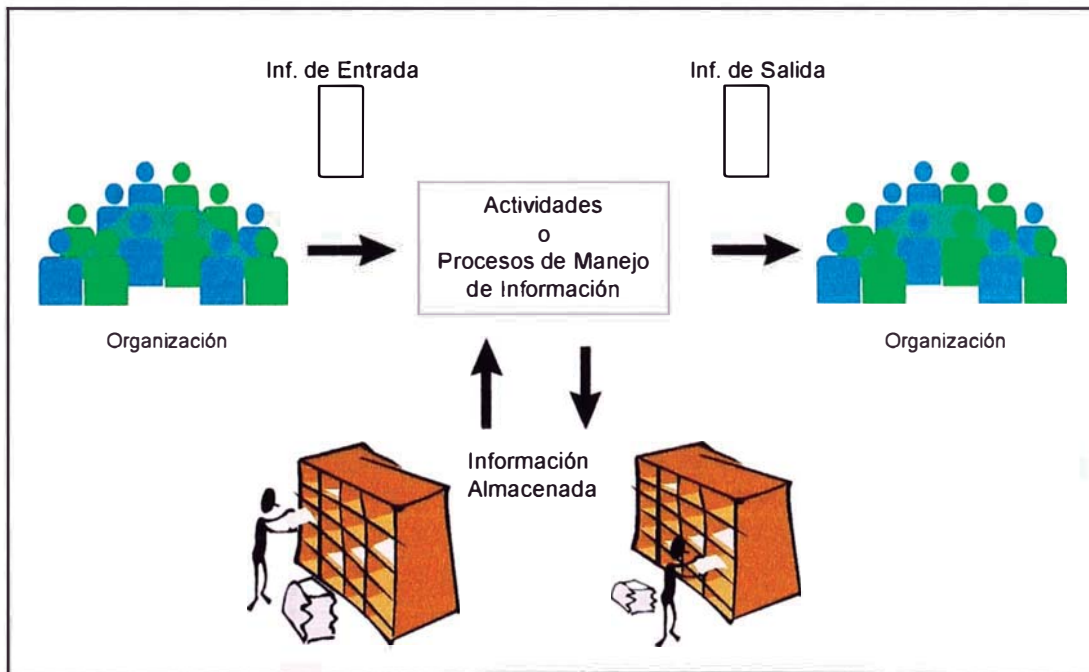 Inf. de Entrada
Inf. de Salida
Actividades
o
Procesos de Manejo
de Información
Organización
Organización
Información
Almacenada